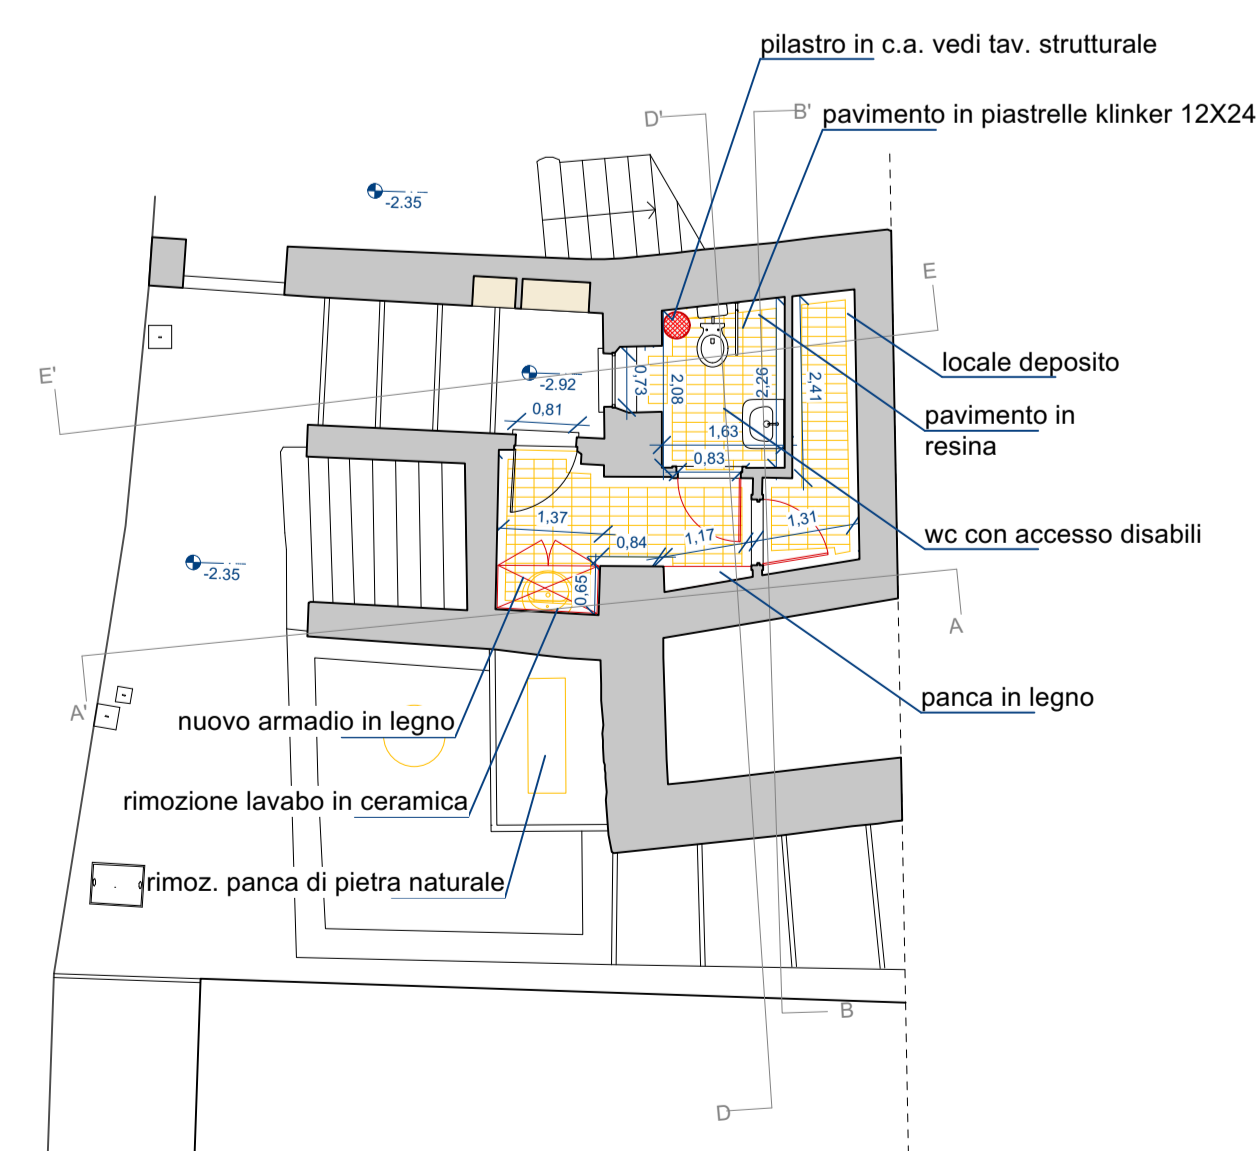 pilastro in c.a. vedi tav. strutturale
D'
B'
pavimento in piastrelle klinker 12X24
-2.35
E
E'
locale deposito
-2.92
0,73
2,08
2,26
2,41
0,81
pavimento in
resina
1,63
0,83
1,37
0,84
1,17
1,31
wc con accesso disabili
-2.35
0,65
A
A'
panca in legno
nuovo armadio in legno
rimozione lavabo in ceramica
rimoz. panca di pietra naturale
B
D